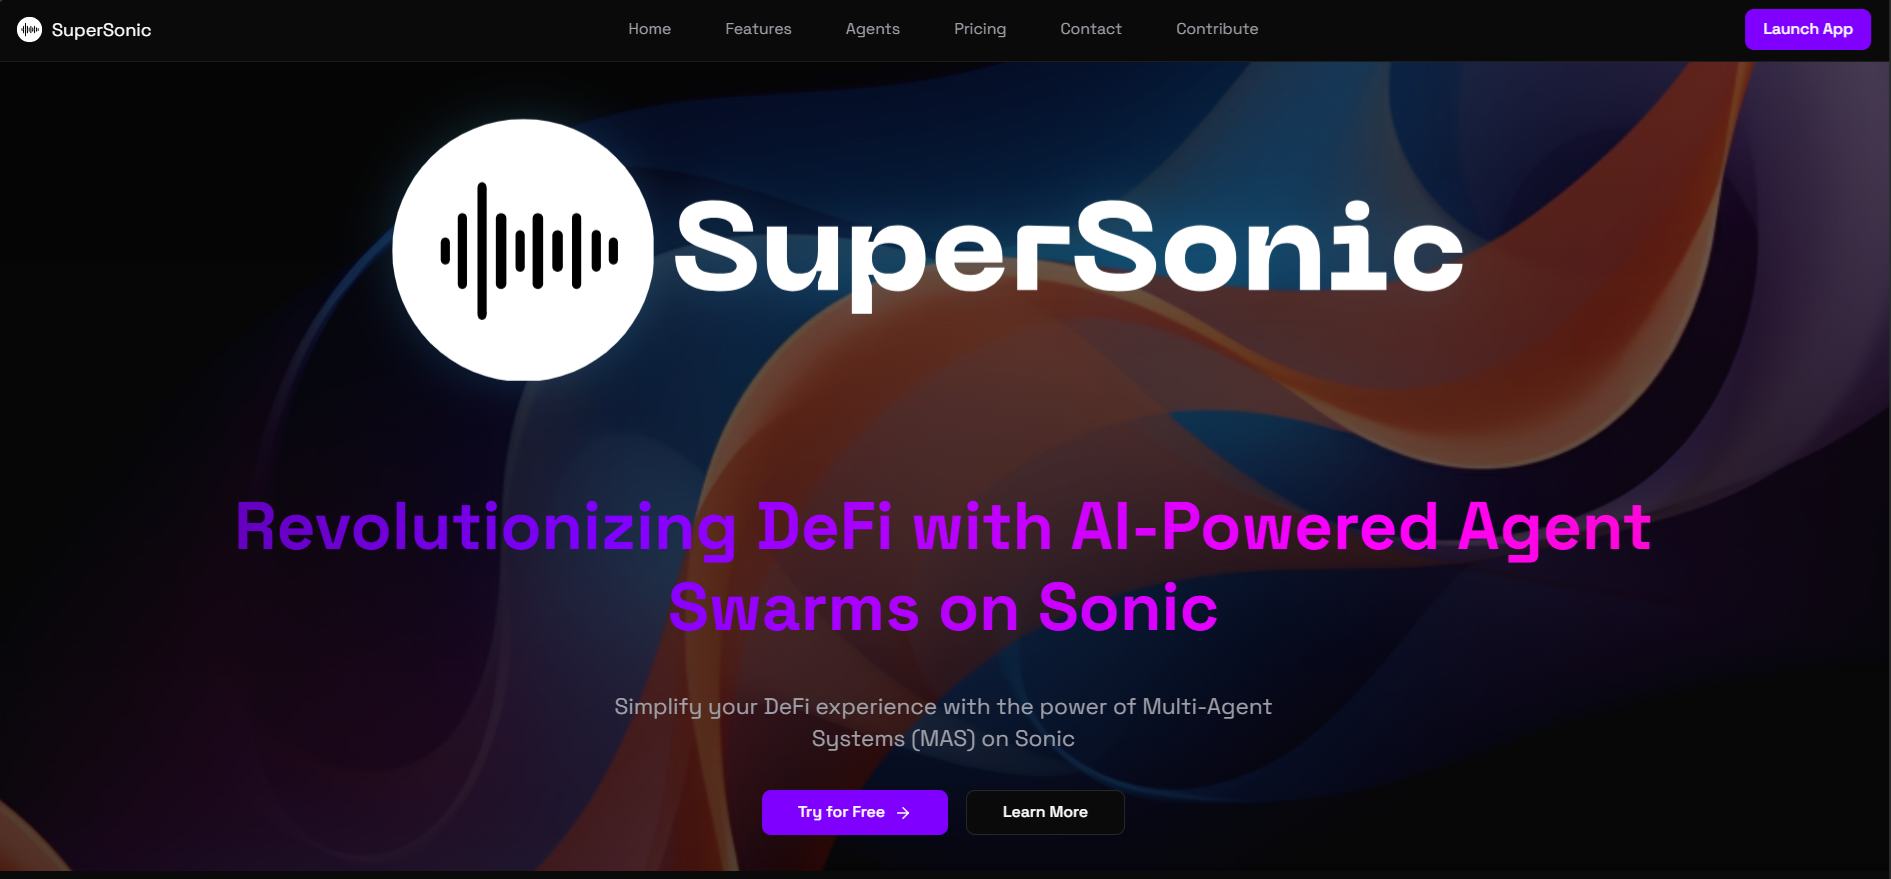 SuperSonic
Home Features Agents Pricing Contact Contribute
Launch App
SuperSonic
Revolutionizing DeFi with AI-Powered Agent
Swarms on Sonic
Simplify your DeFi experience with the power of Multi-Agent
Systems (MAS) on Sonic
Try for Free →
Learn More